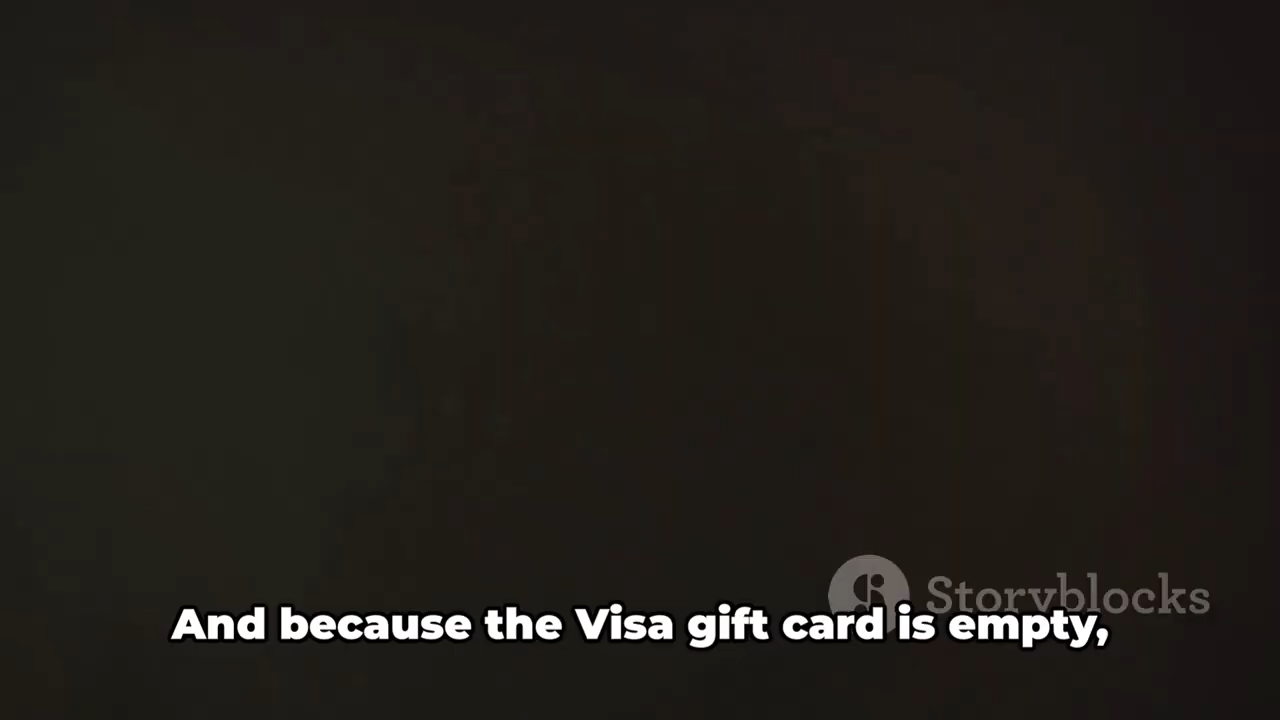 Storyblocks
And because the Visa gift card is empty,